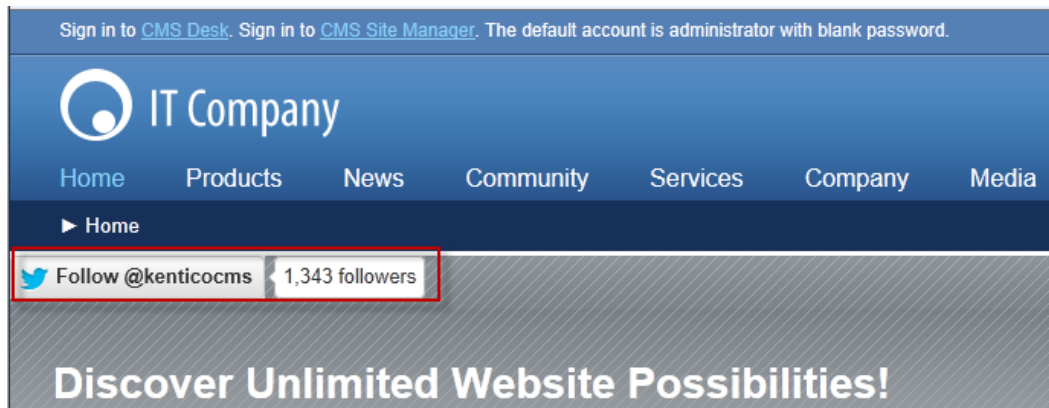 Sign in to CMS Desk. Sign in to CMS Site Manager. The default account is administrator with blank password.
IT Company
Home Products News Community Services Company Media
► Home
Follow @kenticocms 1,343 followers
Discover Unlimited Website Possibilities!